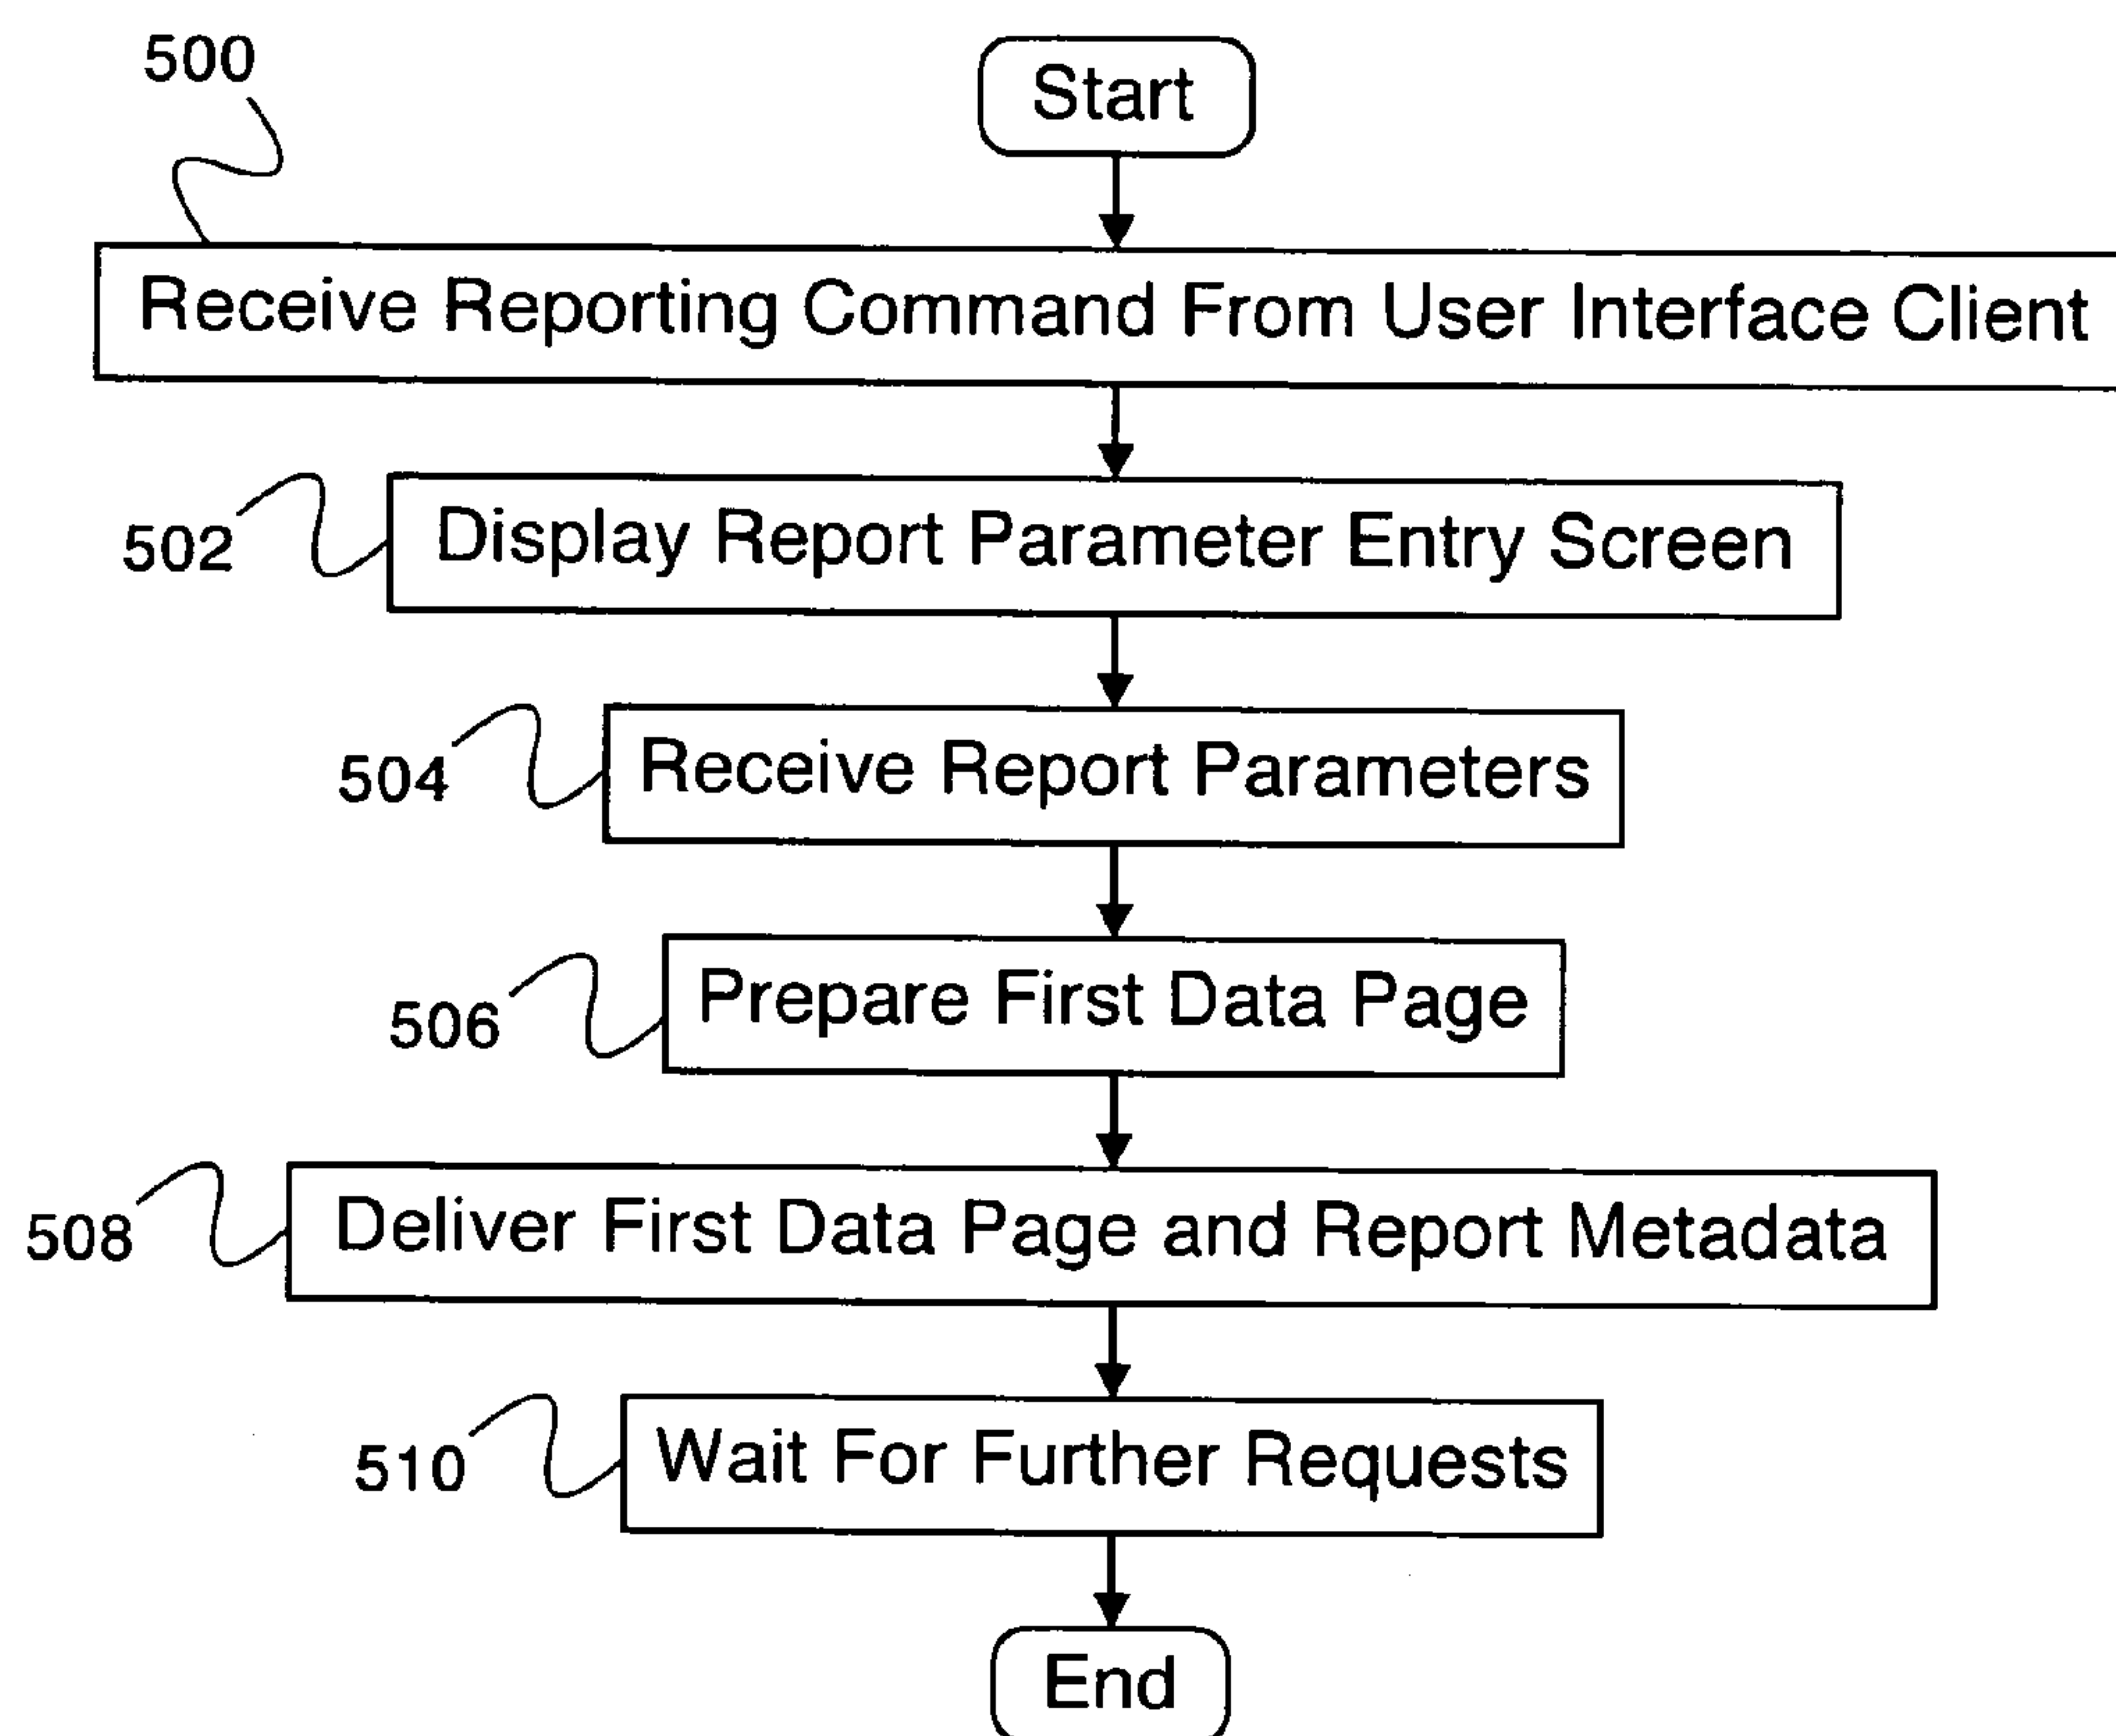 500
Start
Receive Reporting Command From User Interface Client
502
Display Report Parameter Entry Screen
504
Receive Report Parameters
506
Prepare First Data Page
508
Deliver First Data Page and Report Metadata
510
Wait For Further Requests
End